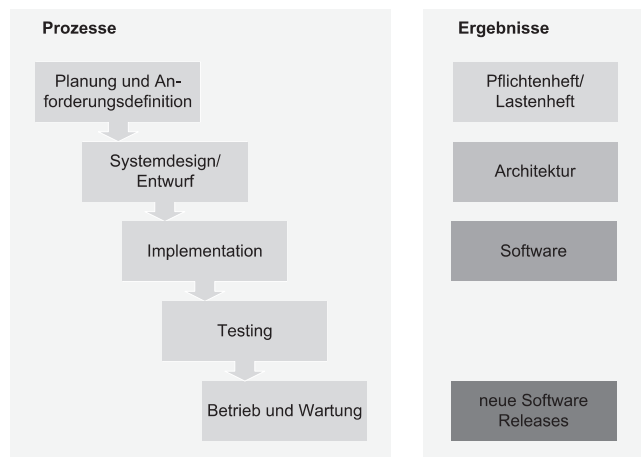 Prozesse
Planung und An-
forderungsdefinition
Systemdesign/
Entwurf
Implementation
Testing
Betrieb und Wartung
Ergebnisse
Pflichtenheft/
Lastenheft
Architektur
Software
neue Software
Releases